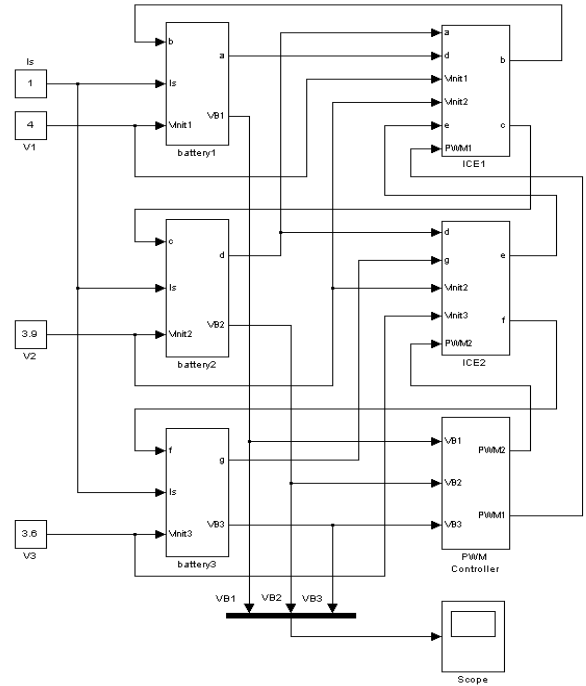 Is
1
4
V1
3.9
V2
3.6
V3
b
Is
Vinit1
a
VB1
battery1
c
Is
Vinit2
d
VB2
battery2
f
Is
Vinit3
g
VB3
battery3
a
d
Vinit1
Vinit2
e
PWM1
b
c
ICE1
d
g
Vinit2
Vinit3
PWM2
e
f
ICE2
VB1
VB2
VB3
PWM2
PWM1
PWM
Controller
VB1
VB2
VB3
Scope